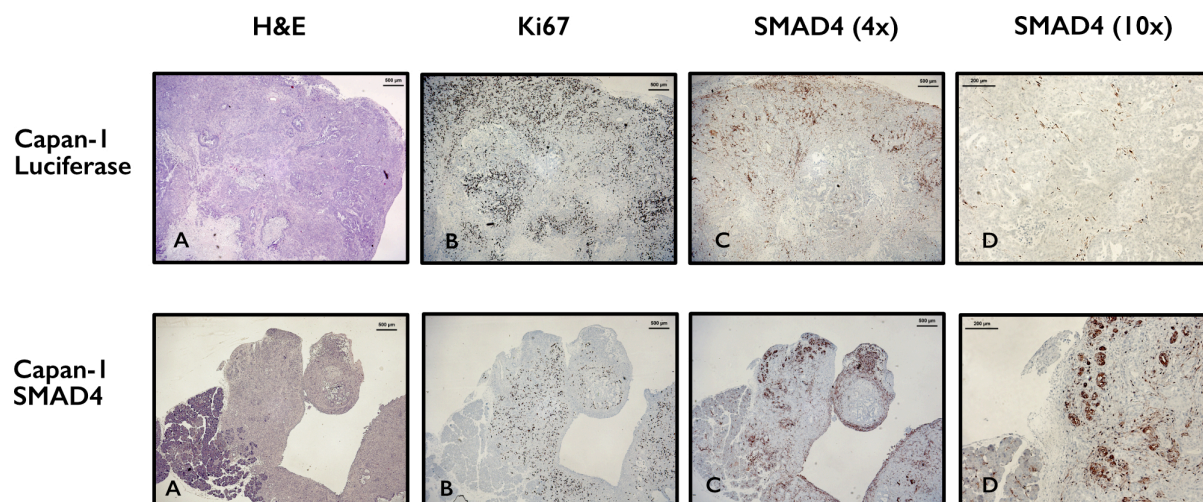 H&E
Ki67
SMAD4 (4x)
SMAD4 (10x)
Capan-1
Luciferase
500 µm
A
500 µm
B
500 µm
C
200 µm
D
Capan-1
SMAD4
500 µm
A
500 µm
B
500 µm
C
200 µm
D